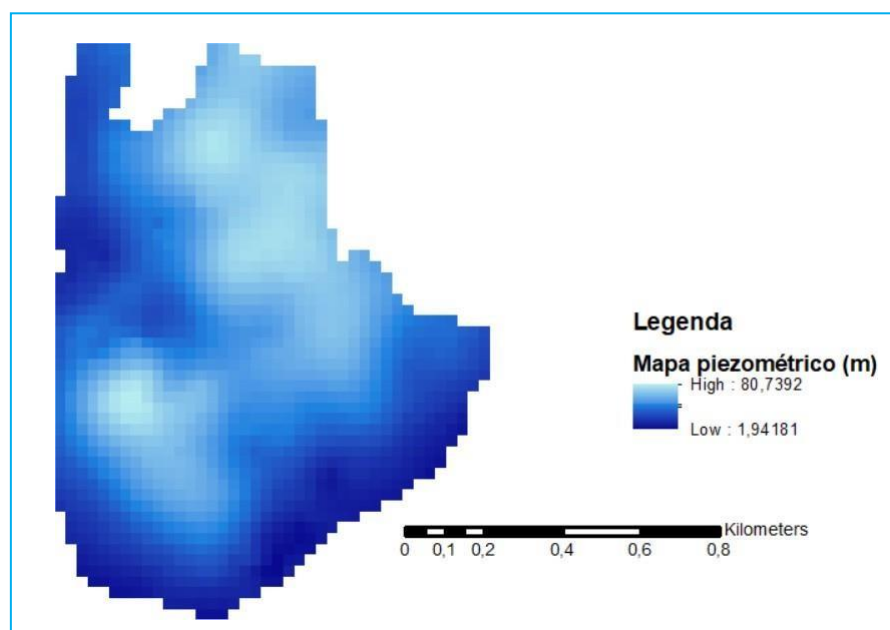 Legenda
Mapa piezométrico (m)
High : 80,7392
Low : 1,94181
Kilometers
0 0,1 0,2 0,4 0,6 0,8